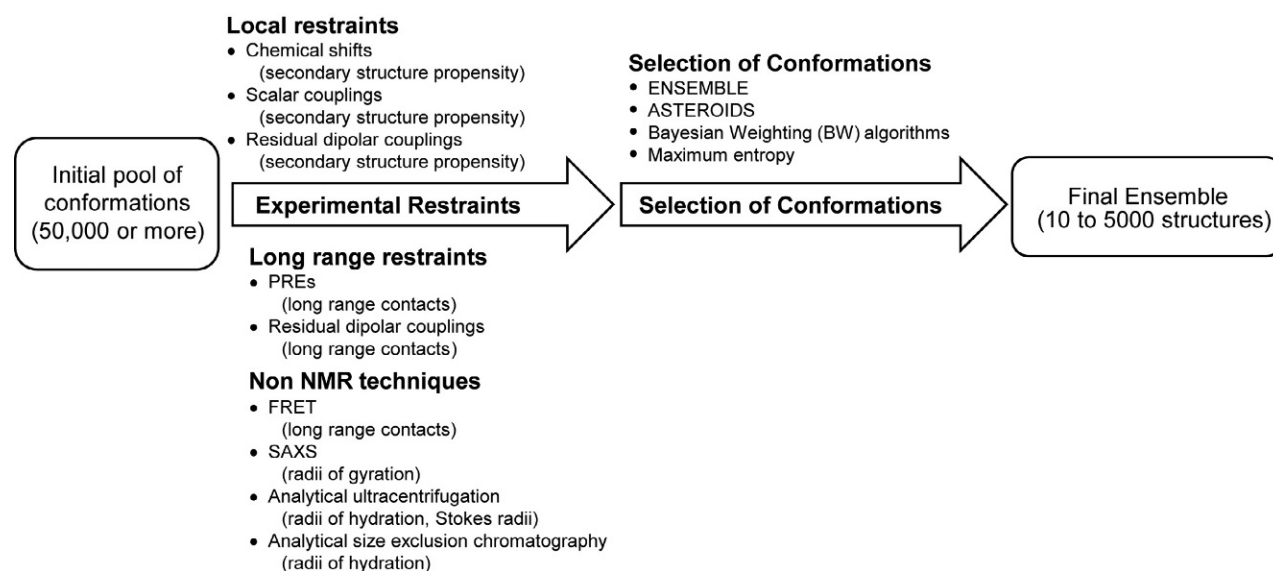 Local restraints
• Chemical shifts
(secondary structure propensity)
• Scalar couplings
(secondary structure propensity)
• Residual dipolar couplings
(secondary structure propensity)
Selection of Conformations
• ENSEMBLE
• ASTEROIDS
• Bayesian Weighting (BW) algorithms
• Maximum entropy
Initial pool of
conformations
(50,000 or more)
Experimental Restraints
Selection of Conformations
Final Ensemble
(10 to 5000 structures)
Long range restraints
• PREs
(long range contacts)
• Residual dipolar couplings
(long range contacts)
Non NMR techniques
• FRET
(long range contacts)
• SAXS
(radii of gyration)
• Analytical ultracentrifugation
(radii of hydration, Stokes radii)
• Analytical size exclusion chromatography
(radii of hydration)